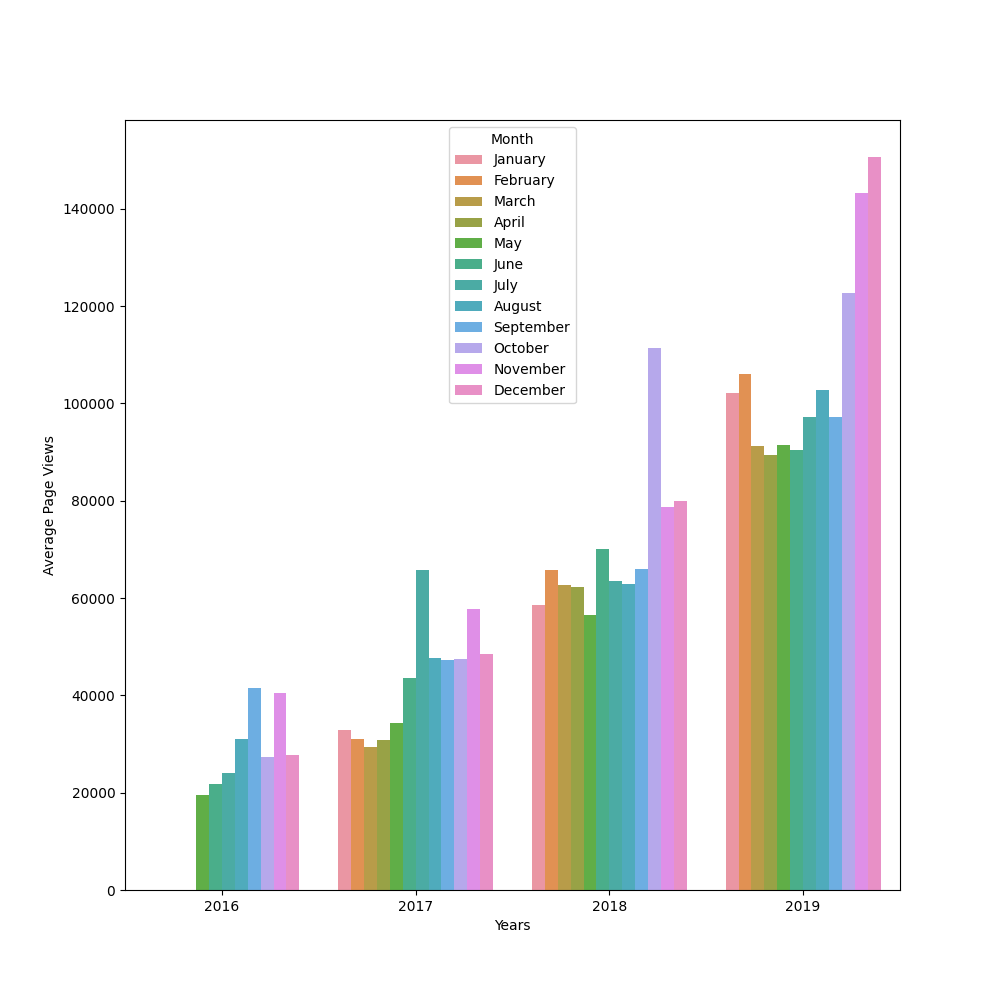 Month
January
February
March
April
May
June
July
August
September
October
November
December
140000
120000
100000
80000
60000
40000
20000
0
Average Page Views
2016 2017 2018 2019
Years